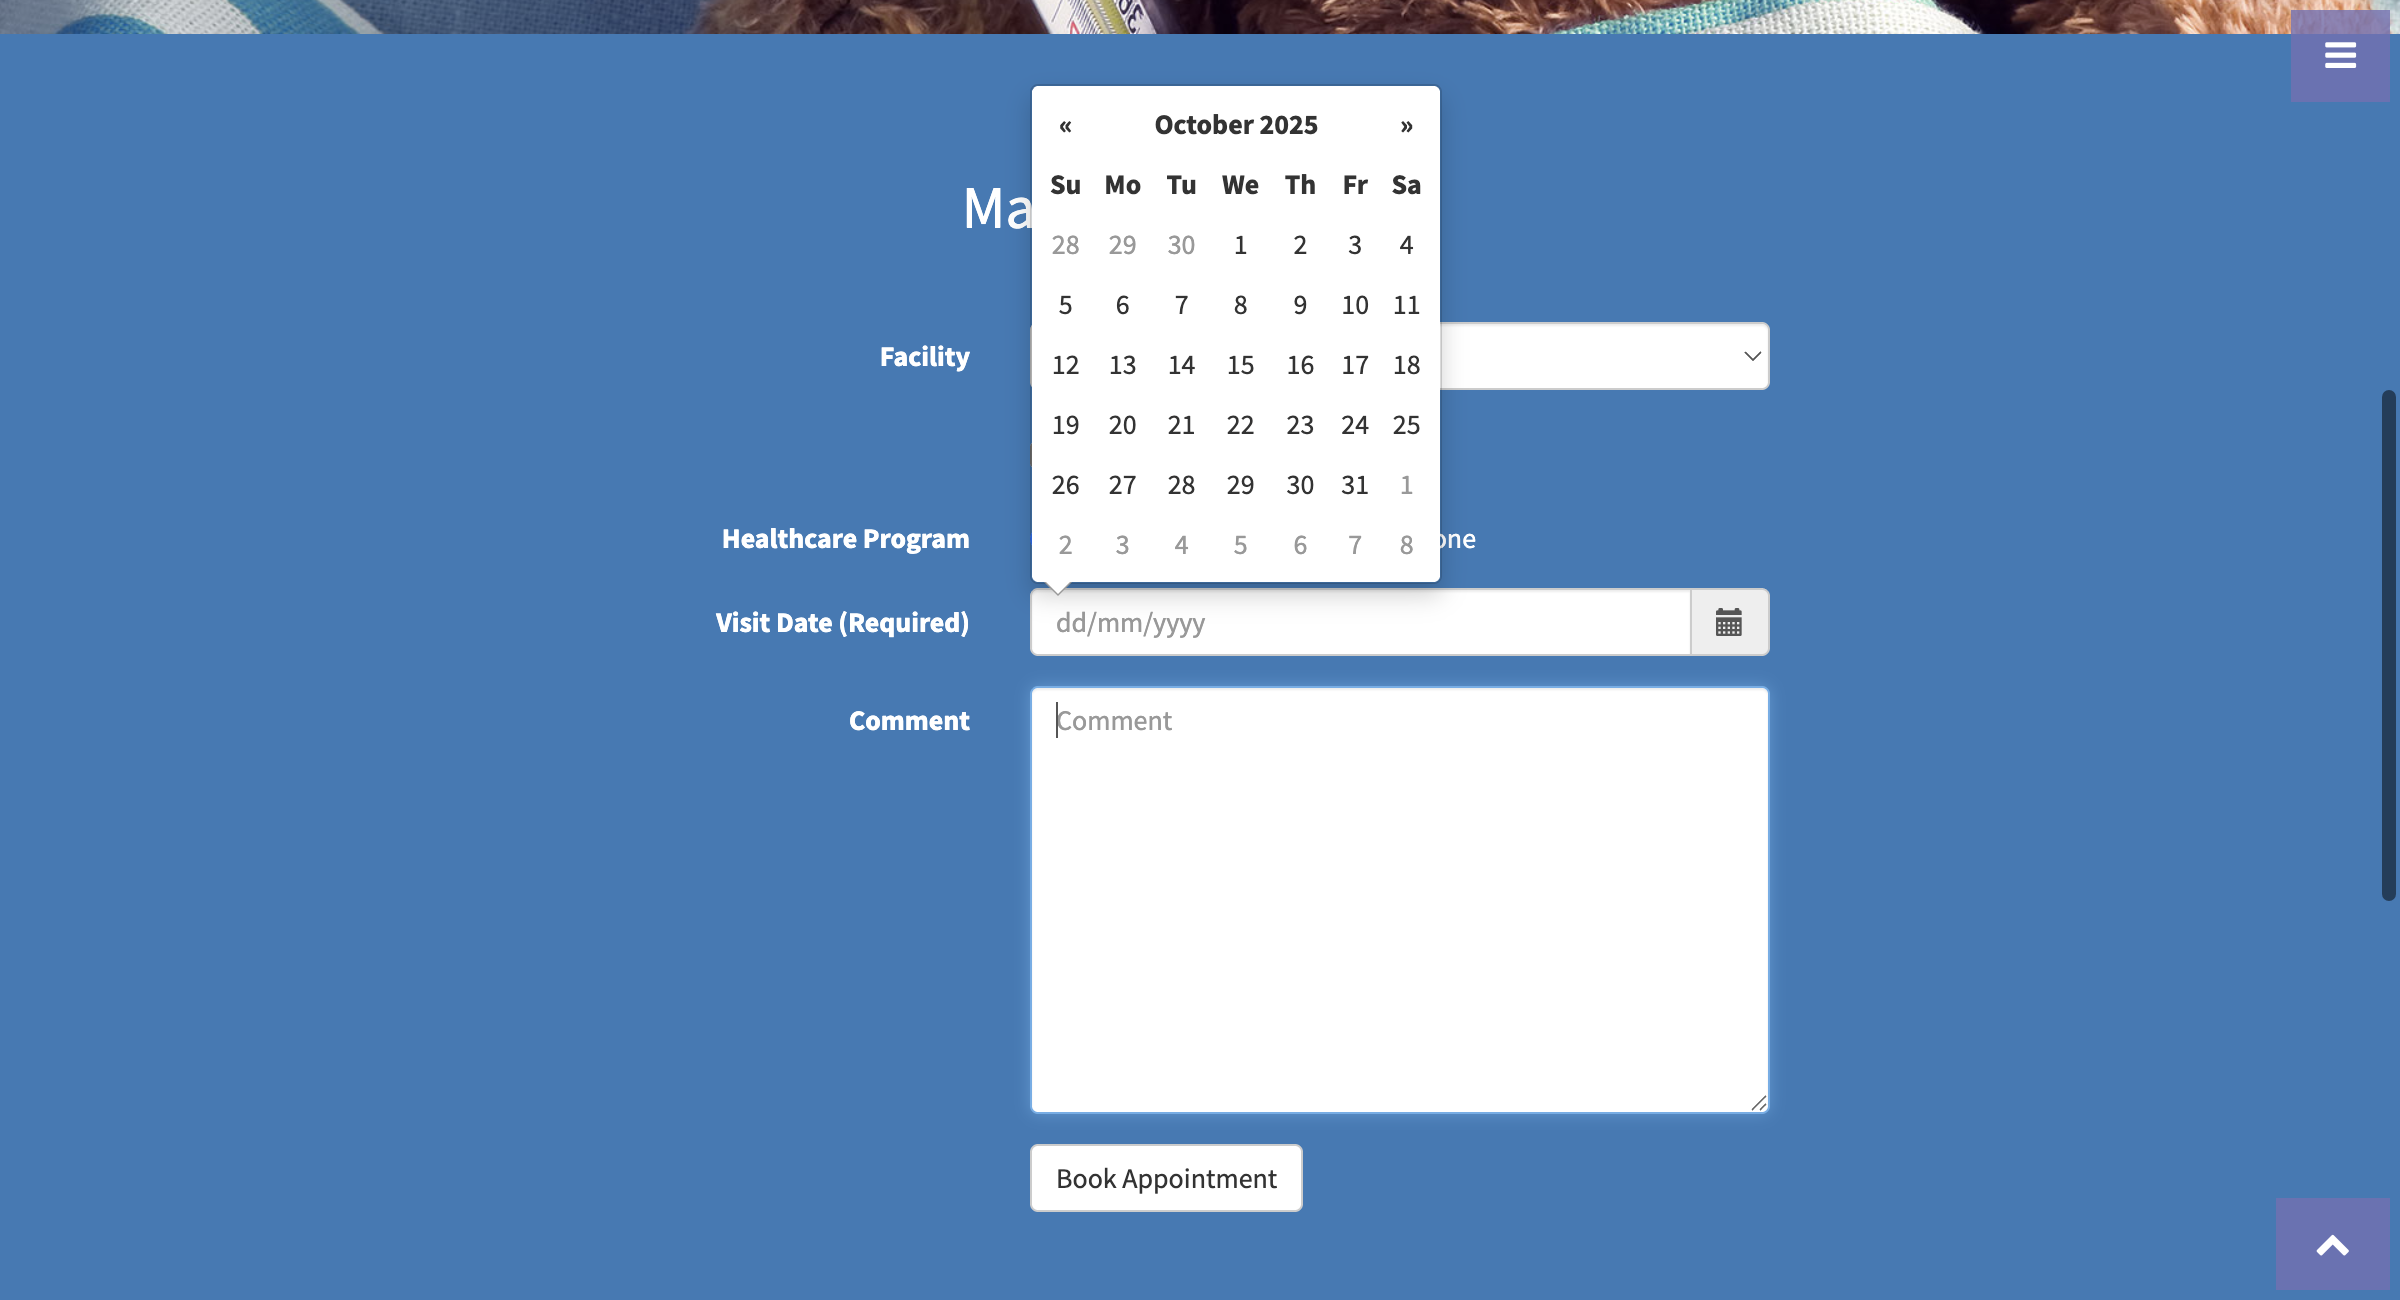 « October 2025 »
Su Mo Tu We Th Fr Sa
28 29 30 1 2 3 4
5 6 7 8 9 10 11
12 13 14 15 16 17 18
19 20 21 22 23 24 25
26 27 28 29 30 31 1
2 3 4 5 6 7 8
Ma
Facility
Healthcare Program
one
Visit Date (Required)
dd/mm/yyyy
Comment
Comment
Book Appointment